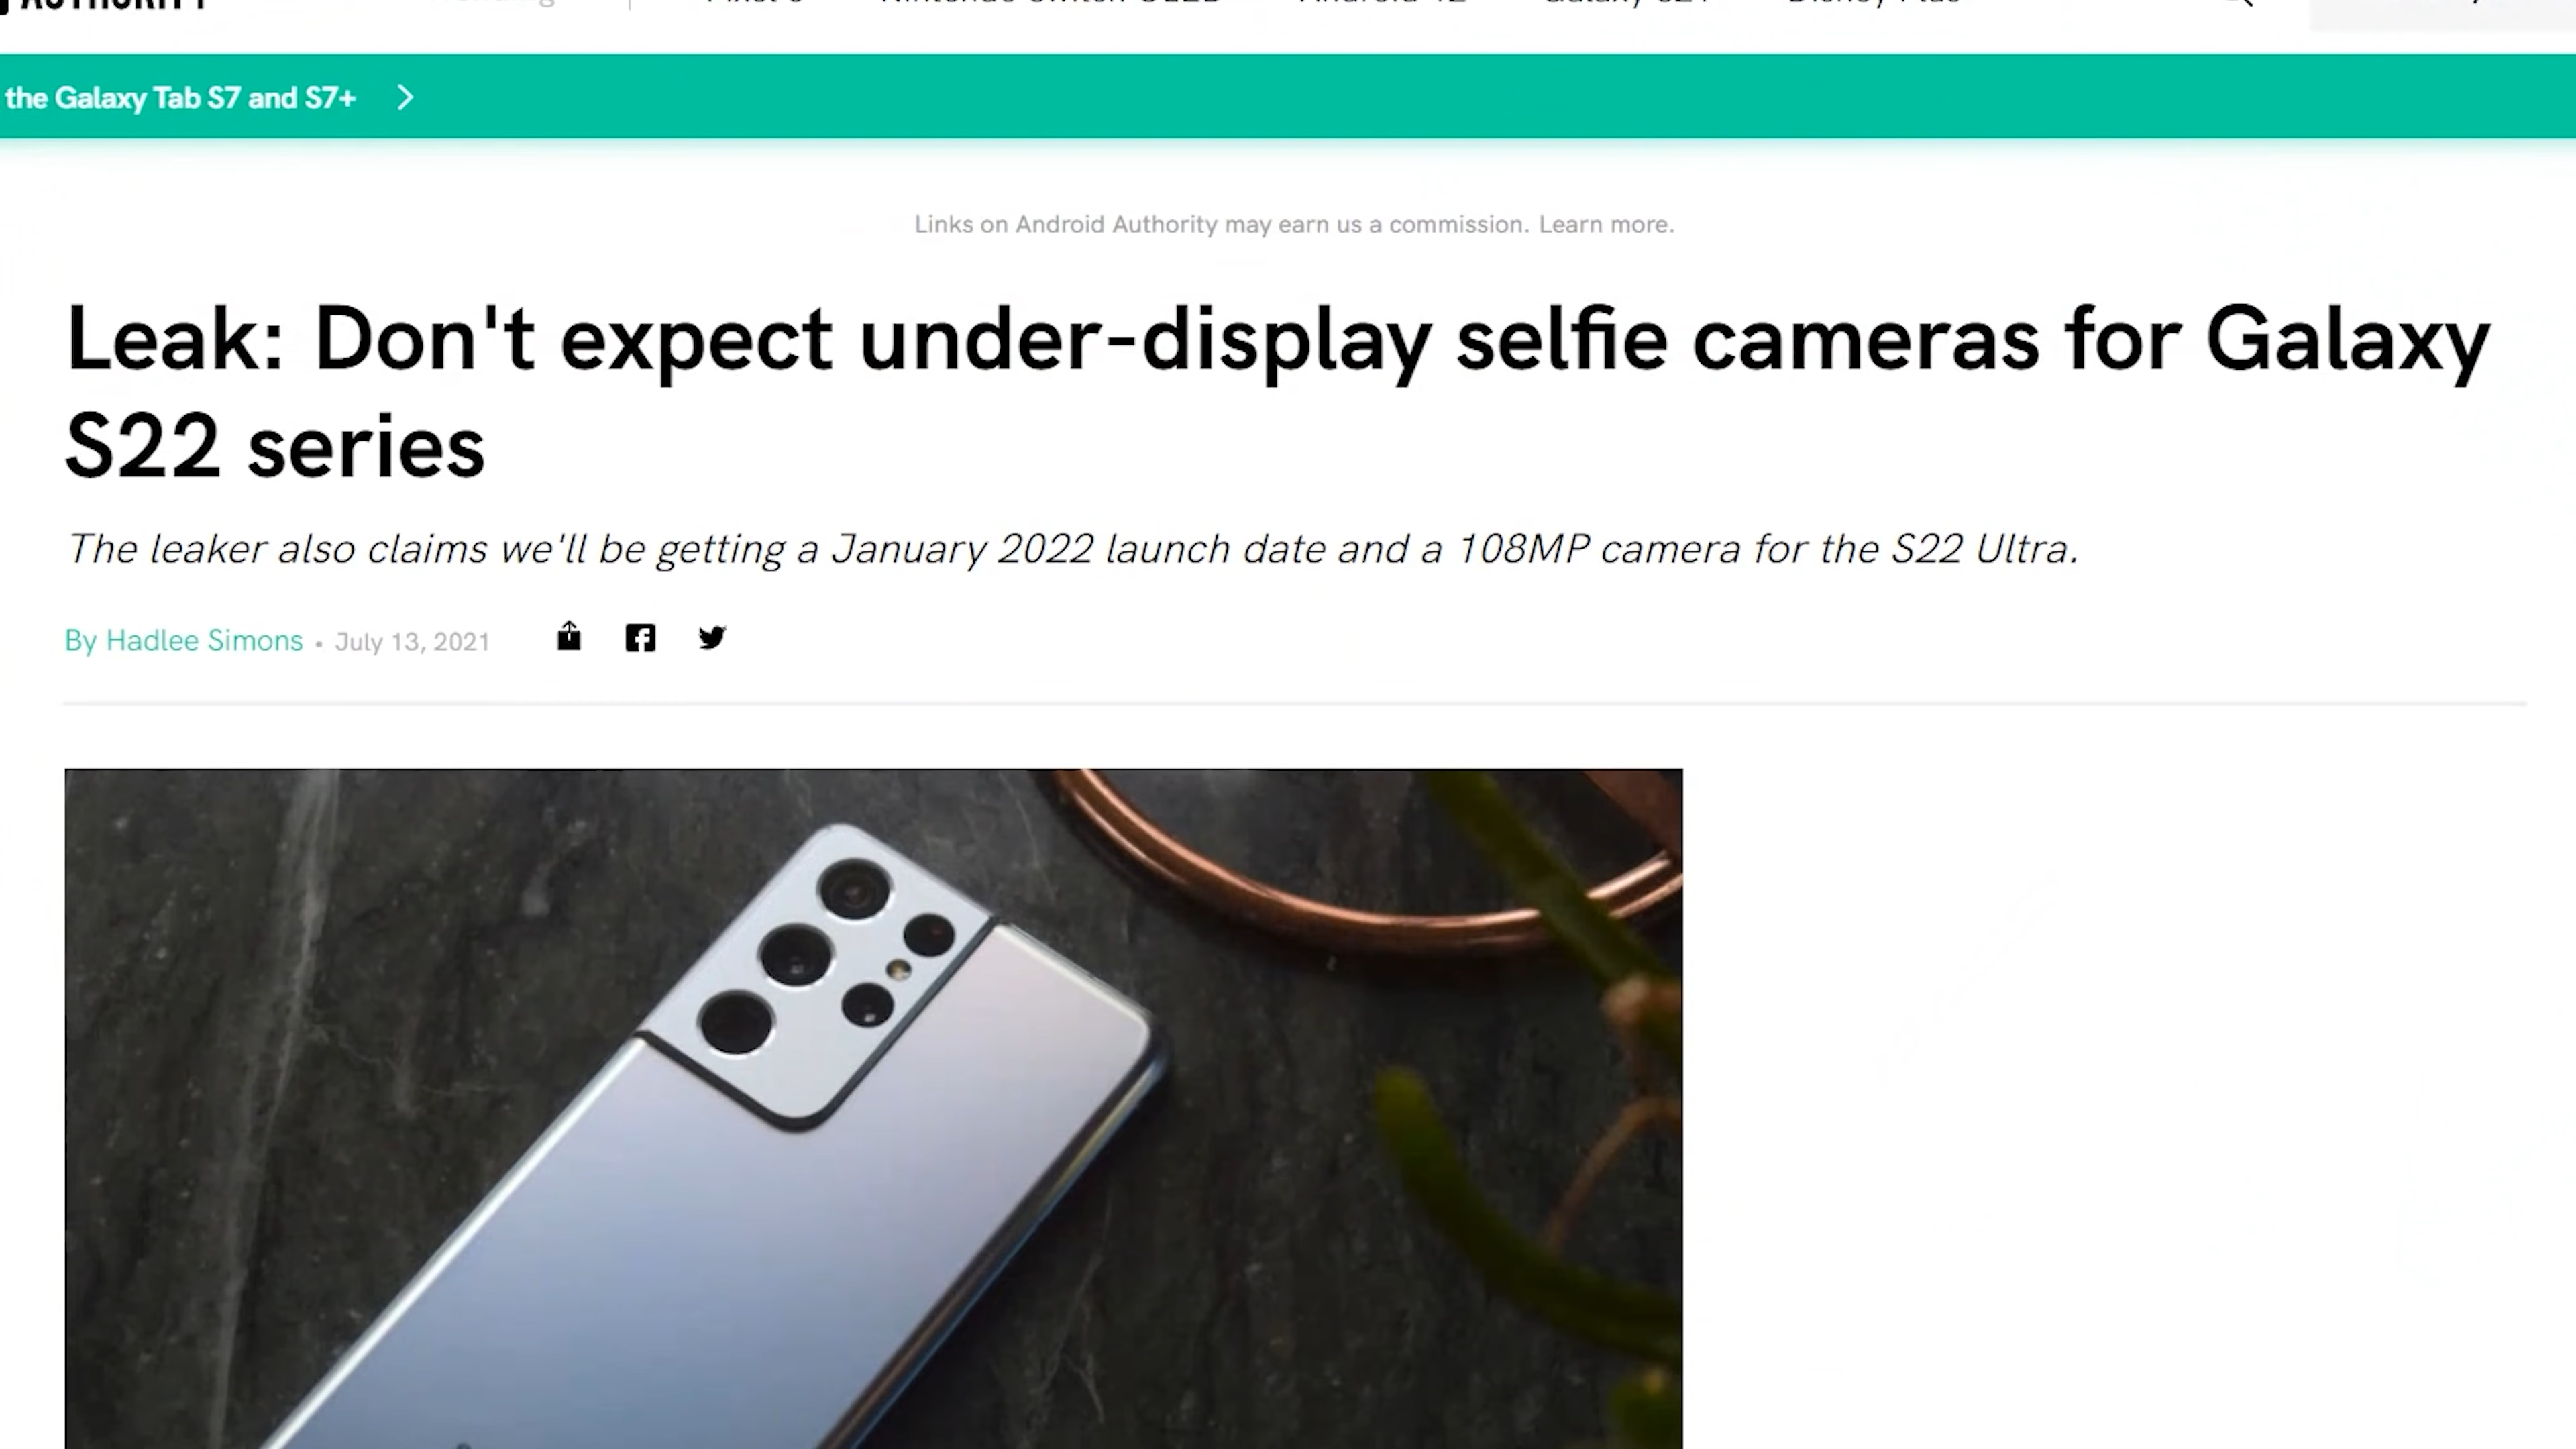 AUTHORITY
the Galaxy Tab S7 and S7+
Links on Android Authority may earn us a commission. Learn more.
Leak: Don't expect under-display selfie cameras for Galaxy
S22 series
The leaker also claims we'll be getting a January 2022 launch date and a 108MP camera for the S22 Ultra.
By Hadlee Simons • July 13, 2021